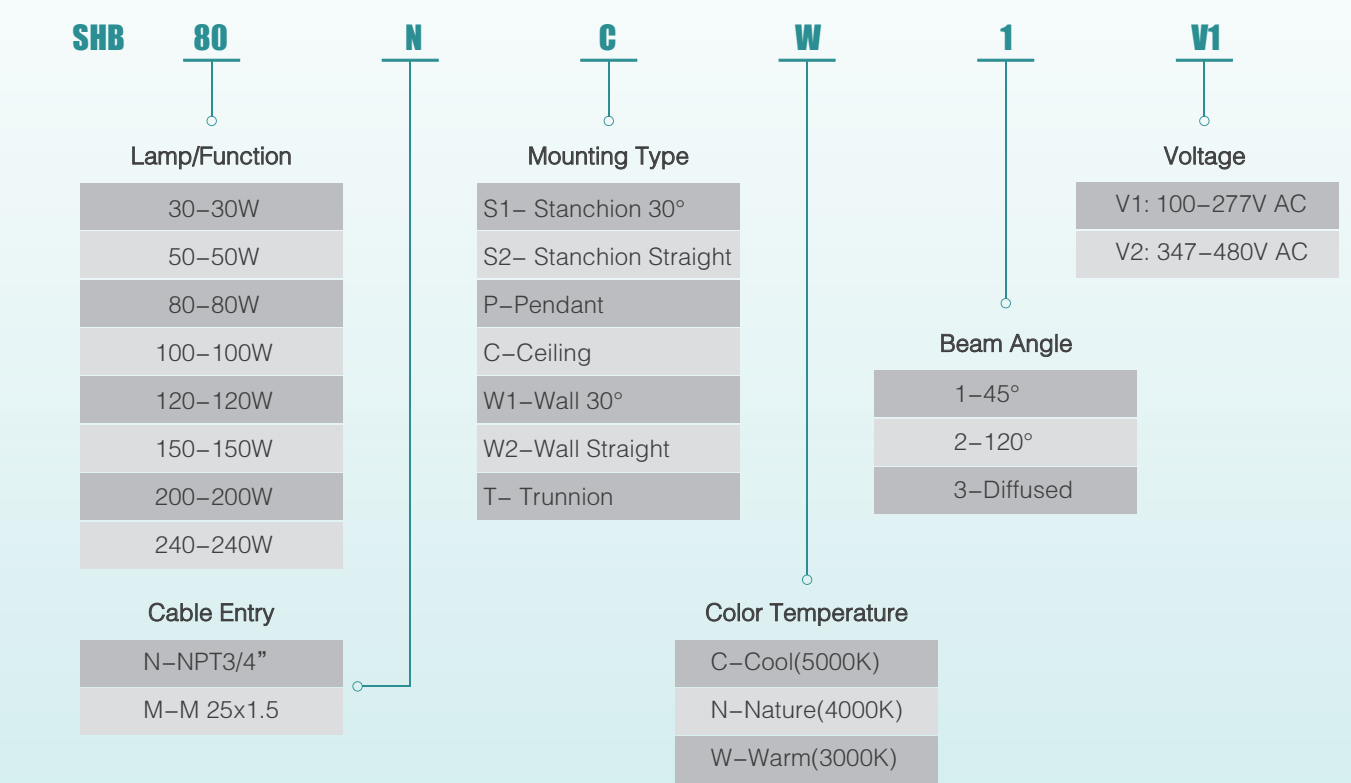 SHB 80 N C W 1 V1
Lamp/Function
30–30W
50–50W
80–80W
100–100W
120–120W
150–150W
200–200W
240–240W
Cable Entry
N–NPT3/4”
M–M 25x1.5
Mounting Type
S1– Stanchion 30°
S2– Stanchion Straight
P–Pendant
C–Ceiling
W1–Wall 30°
W2–Wall Straight
T– Trunnion
Color Temperature
C–Cool(5000K)
N–Nature(4000K)
W–Warm(3000K)
Beam Angle
1–45°
2–120°
3–Diffused
Voltage
V1: 100–277V AC
V2: 347–480V AC